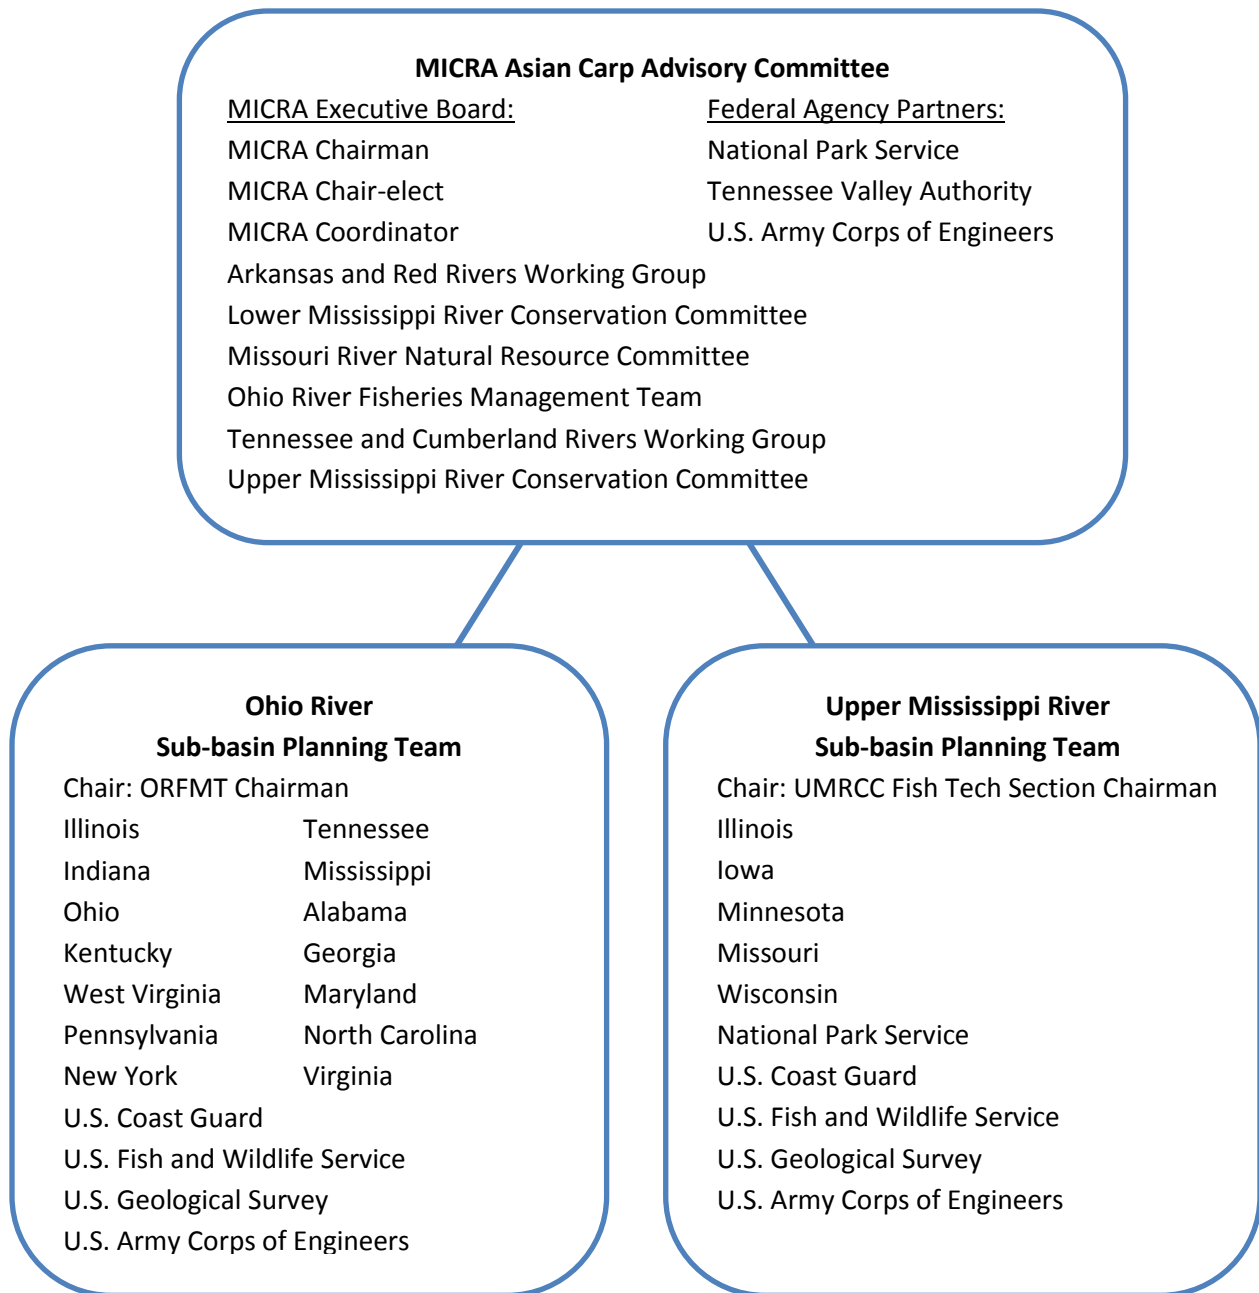 MICRA Asian Carp Advisory Committee
MICRA Executive Board: Federal Agency Partners:
MICRA Chairman National Park Service
MICRA Chair-elect Tennessee Valley Authority
MICRA Coordinator U.S. Army Corps of Engineers
Arkansas and Red Rivers Working Group
Lower Mississippi River Conservation Committee
Missouri River Natural Resource Committee
Ohio River Fisheries Management Team
Tennessee and Cumberland Rivers Working Group
Upper Mississippi River Conservation Committee
Ohio River
Sub-basin Planning Team
Chair: ORFMT Chairman
Illinois Tennessee
Indiana Mississippi
Ohio Alabama
Kentucky Georgia
West Virginia Maryland
Pennsylvania North Carolina
New York Virginia
U.S. Coast Guard
U.S. Fish and Wildlife Service
U.S. Geological Survey
U.S. Army Corps of Engineers
Upper Mississippi River
Sub-basin Planning Team
Chair: UMRCC Fish Tech Section Chairman
Illinois
Iowa
Minnesota
Missouri
Wisconsin
National Park Service
U.S. Coast Guard
U.S. Fish and Wildlife Service
U.S. Geological Survey
U.S. Army Corps of Engineers